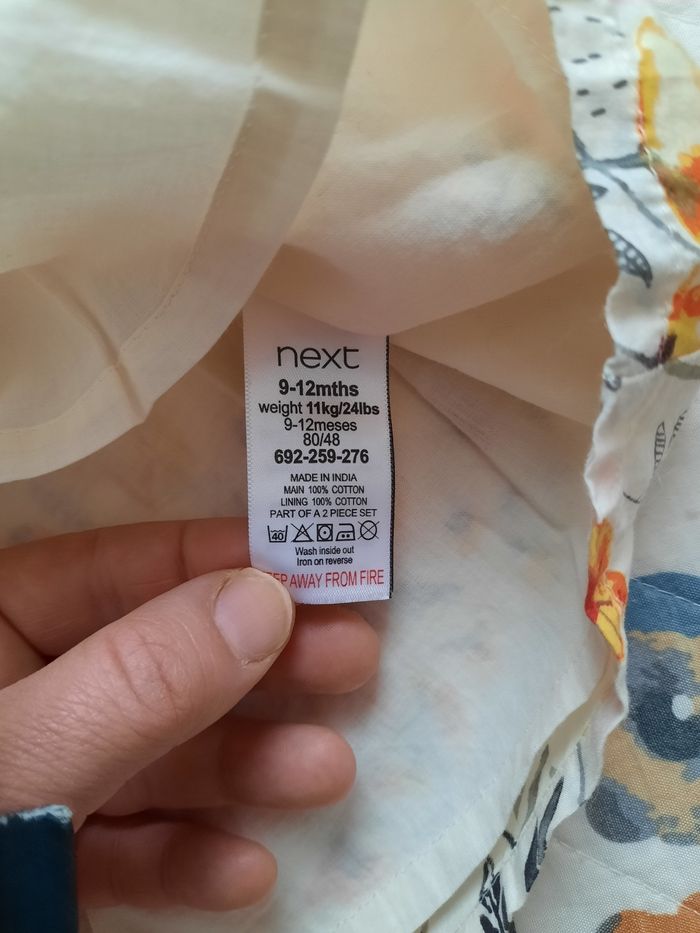 next
9-12mths
weight 11kg/24lbs
9-12meses
80/48
692-259-276
MADE IN INDIA
MAIN 100% COTTON
LINING 100% COTTON
PART OF A 2 PIECE SET
40
Wash inside out
Iron on reverse
AWAY FROM FIRE